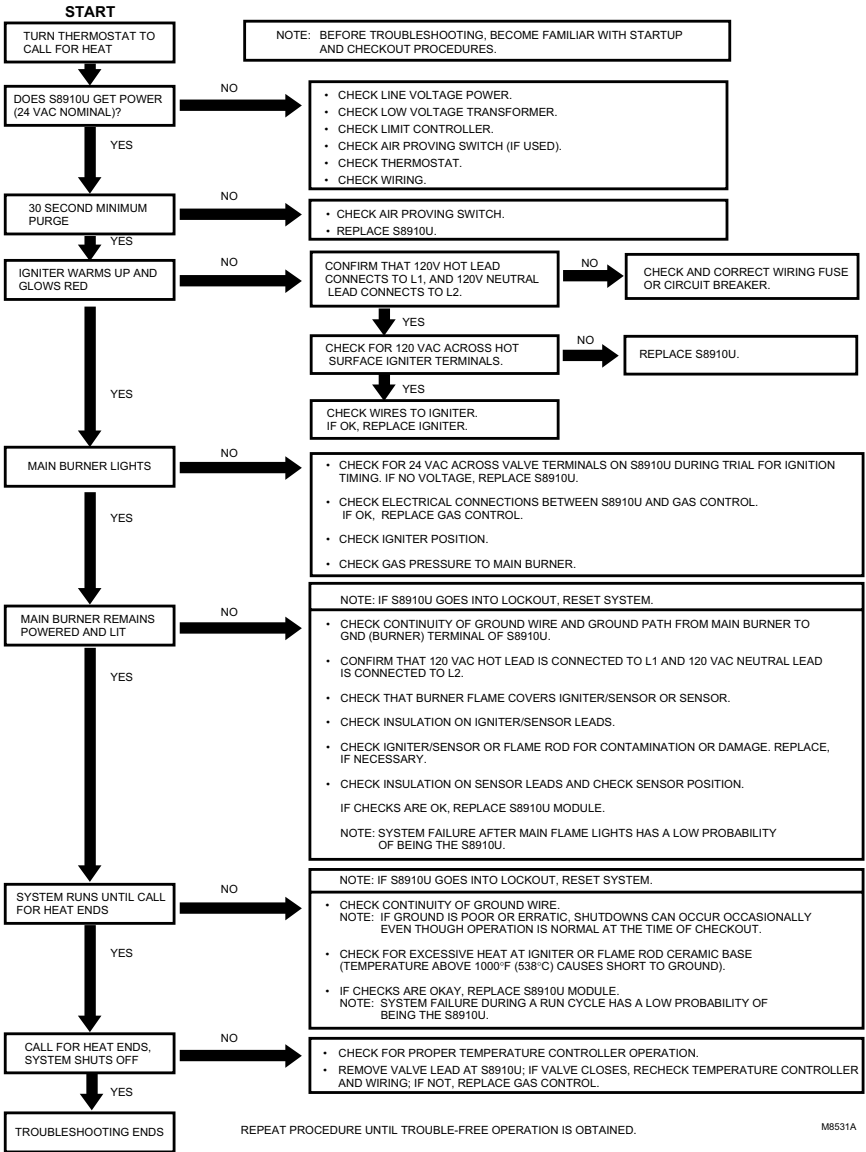 START
TURN THERMOSTAT TO
CALL FOR HEAT
NOTE: BEFORE TROUBLESHOOTING, BECOME FAMILIAR WITH STARTUP
AND CHECKOUT PROCEDURES.
DOES S8910U GET POWER
(24 VAC NOMINAL)?
NO
• CHECK LINE VOLTAGE POWER.
• CHECK LOW VOLTAGE TRANSFORMER.
• CHECK LIMIT CONTROLLER.
• CHECK AIR PROVING SWITCH (IF USED).
• CHECK THERMOSTAT.
• CHECK WIRING.
YES
30 SECOND MINIMUM
PURGE
NO
• CHECK AIR PROVING SWITCH.
• REPLACE S8910U.
YES
IGNITER WARMS UP AND
GLOWS RED
NO
CONFIRM THAT 120V HOT LEAD
CONNECTS TO L1, AND 120V NEUTRAL
LEAD CONNECTS TO L2.
NO
CHECK AND CORRECT WIRING FUSE
OR CIRCUIT BREAKER.
YES
CHECK FOR 120 VAC ACROSS HOT
SURFACE IGNITER TERMINALS.
NO
REPLACE S8910U.
YES
CHECK WIRES TO IGNITER.
IF OK, REPLACE IGNITER.
YES
MAIN BURNER LIGHTS
NO
• CHECK FOR 24 VAC ACROSS VALVE TERMINALS ON S8910U DURING TRIAL FOR IGNITION
TIMING. IF NO VOLTAGE, REPLACE S8910U.
• CHECK ELECTRICAL CONNECTIONS BETWEEN S8910U AND GAS CONTROL.
IF OK, REPLACE GAS CONTROL.
• CHECK IGNITER POSITION.
• CHECK GAS PRESSURE TO MAIN BURNER.
YES
MAIN BURNER REMAINS
POWERED AND LIT
NO
NOTE: IF S8910U GOES INTO LOCKOUT, RESET SYSTEM.
• CHECK CONTINUITY OF GROUND WIRE AND GROUND PATH FROM MAIN BURNER TO
GND (BURNER) TERMINAL OF S8910U.
• CONFIRM THAT 120 VAC HOT LEAD IS CONNECTED TO L1 AND 120 VAC NEUTRAL LEAD
IS CONNECTED TO L2.
• CHECK THAT BURNER FLAME COVERS IGNITER/SENSOR OR SENSOR.
• CHECK INSULATION ON IGNITER/SENSOR LEADS.
• CHECK IGNITER/SENSOR OR FLAME ROD FOR CONTAMINATION OR DAMAGE. REPLACE,
IF NECESSARY.
• CHECK INSULATION ON SENSOR LEADS AND CHECK SENSOR POSITION.
IF CHECKS ARE OK, REPLACE S8910U MODULE.
NOTE: SYSTEM FAILURE AFTER MAIN FLAME LIGHTS HAS A LOW PROBABILITY
OF BEING THE S8910U.
YES
SYSTEM RUNS UNTIL CALL
FOR HEAT ENDS
NO
NOTE: IF S8910U GOES INTO LOCKOUT, RESET SYSTEM.
• CHECK CONTINUITY OF GROUND WIRE.
NOTE: IF GROUND IS POOR OR ERRATIC, SHUTDOWNS CAN OCCUR OCCASIONALLY
EVEN THOUGH OPERATION IS NORMAL AT THE TIME OF CHECKOUT.
• CHECK FOR EXCESSIVE HEAT AT IGNITER OR FLAME ROD CERAMIC BASE
(TEMPERATURE ABOVE 1000°F (538°C) CAUSES SHORT TO GROUND).
• IF CHECKS ARE OKAY, REPLACE S8910U MODULE.
NOTE: SYSTEM FAILURE DURING A RUN CYCLE HAS A LOW PROBABILITY OF
BEING THE S8910U.
YES
CALL FOR HEAT ENDS,
SYSTEM SHUTS OFF
NO
• CHECK FOR PROPER TEMPERATURE CONTROLLER OPERATION.
• REMOVE VALVE LEAD AT S8910U; IF VALVE CLOSES, RECHECK TEMPERATURE CONTROLLER
AND WIRING; IF NOT, REPLACE GAS CONTROL.
YES
TROUBLESHOOTING ENDS
REPEAT PROCEDURE UNTIL TROUBLE-FREE OPERATION IS OBTAINED.
M8531A